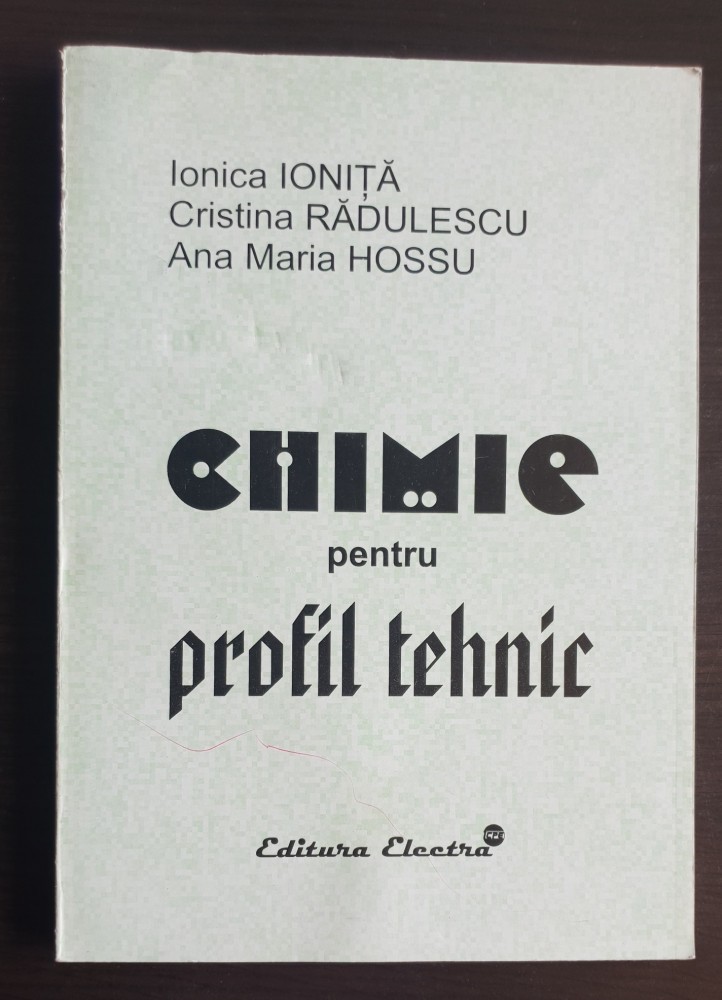 Ionica IONIȚĂ
Cristina RĂDULESCU
Ana Maria HOSSU
CHIMIE
pentru
profil tehnic
Editura Electra